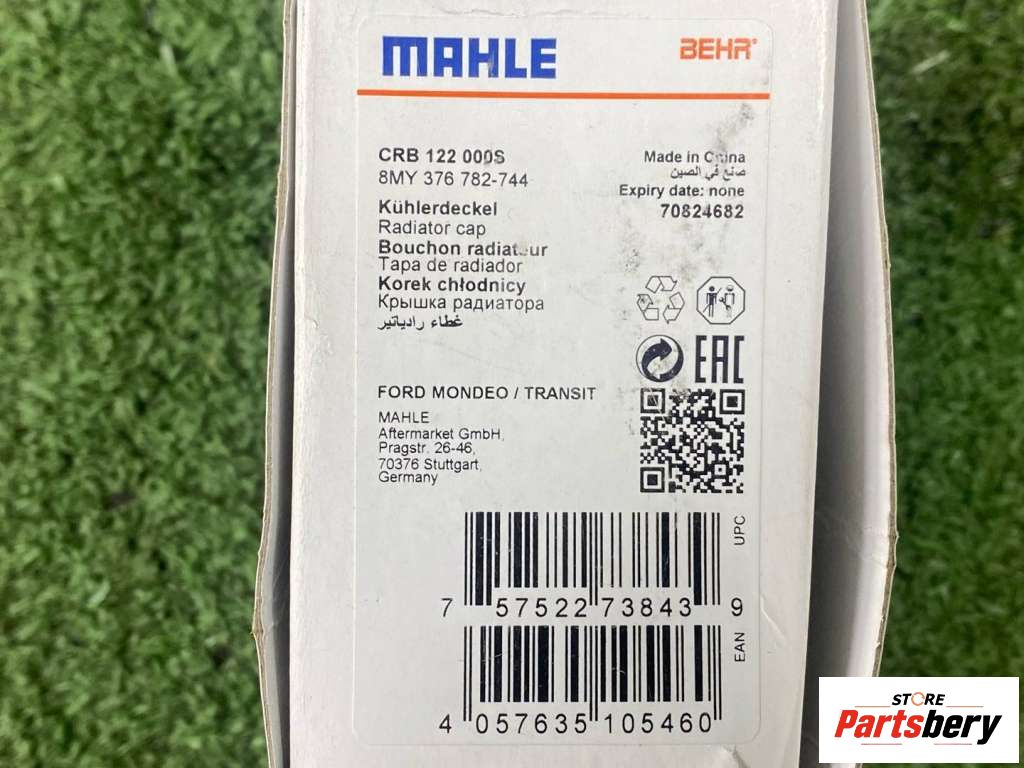 MAHLE
BEHR®
CRB 122 000S
8MY 376 782-744
Kühlerdeckel
Radiator cap
Bouchon radiateur
Tapa de radiador
Korek chłodnicy
Крышка радиатора
غطاء رادياتير
Made in China
صنع في الصين
Expiry date: none
70824682
EAC
FORD MONDEO / TRANSIT
MAHLE
Aftermarket GmbH,
Pragstr. 26-46,
70376 Stuttgart,
Germany
UPC
7 57522 73843 9
EAN
4 057635 105460
STORE
Partsbery